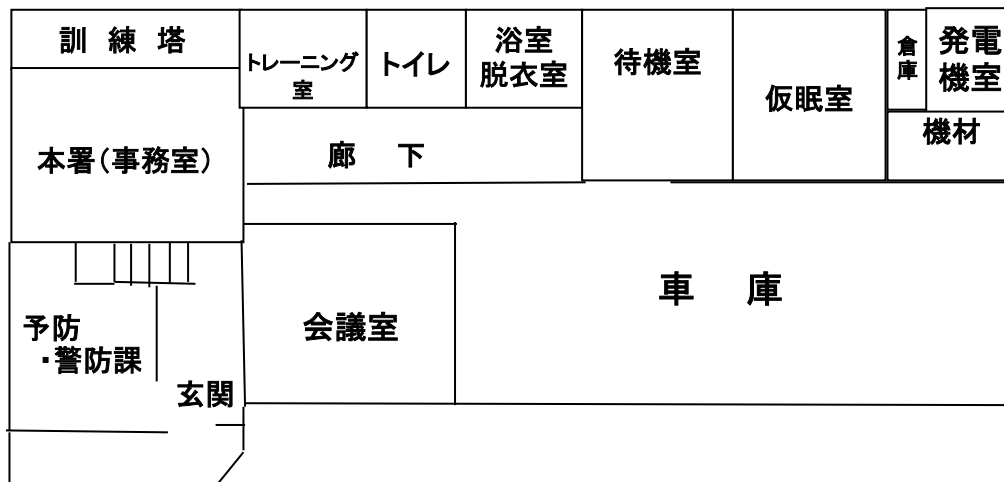 訓 練 塔
トレーニング
室
トイレ
浴室
脱衣室
待機室
仮眠室
倉
庫
発電
機室
機材
本署（事務室）
廊 下
車 庫
会議室
予防
・警防課
玄関